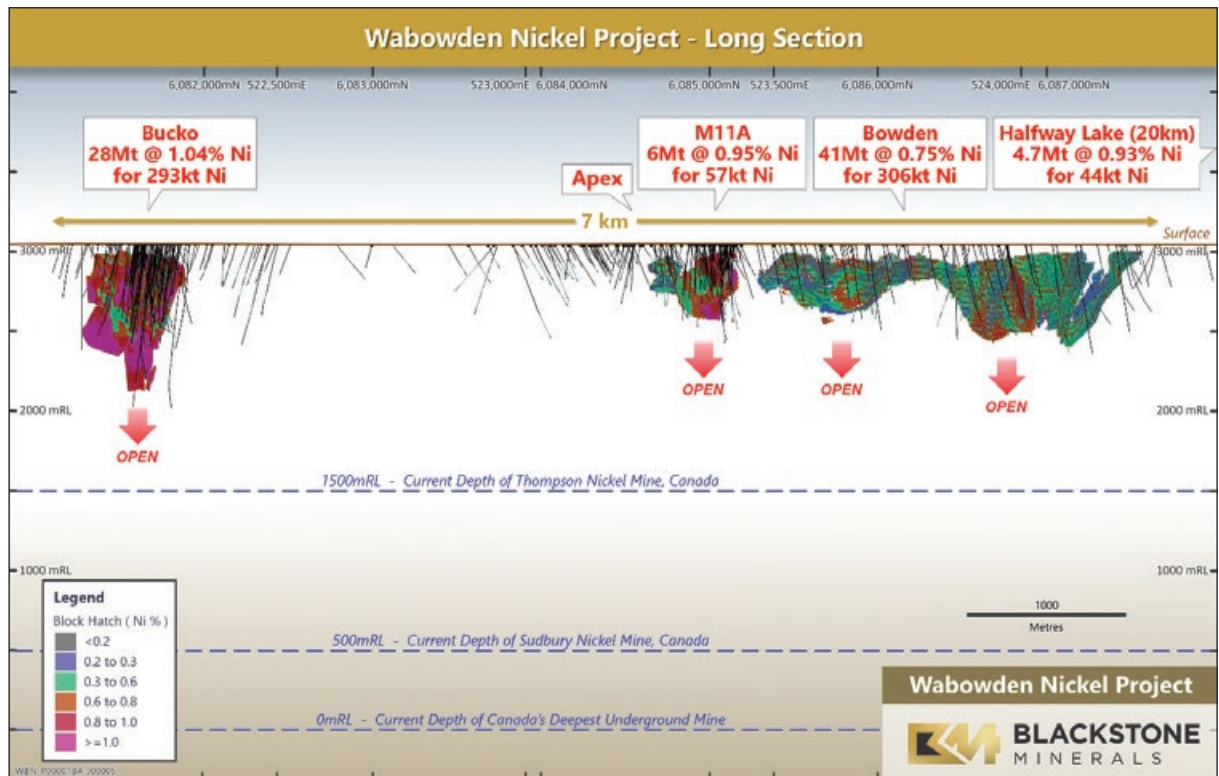 Wabowden Nickel Project - Long Section
6,082,000mN 522,500mE 6,083,000mN 523,000mE 6,084,000mN 6,085,000mN 523,500mE 6,086,000mN 524,000mE 6,087,000mN
Bucko
28Mt @ 1.04% Ni
for 293kt Ni
Apex
M11A
6Mt @ 0.95% Ni
for 57kt Ni
Bowden
41Mt @ 0.75% Ni
for 306kt Ni
Halfway Lake (20km)
4.7Mt @ 0.93% Ni
for 44kt Ni
7 km
Surface
3000 mRL
3000 mRL
OPEN
OPEN
OPEN
OPEN
2000 mRL
2000 mRL
1500mRL - Current Depth of Thompson Nickel Mine, Canada
1000 mRL
1000 mRL
Legend
Block Hatch ( Ni % )
<0.2
0.2 to 0.3
0.3 to 0.6
0.6 to 0.8
0.8 to 1.0
>=1.0
1000
Metres
500mRL - Current Depth of Sudbury Nickel Mine, Canada
0mRL - Current Depth of Canada's Deepest Underground Mine
Wabowden Nickel Project
BLACKSTONE
MINERALS